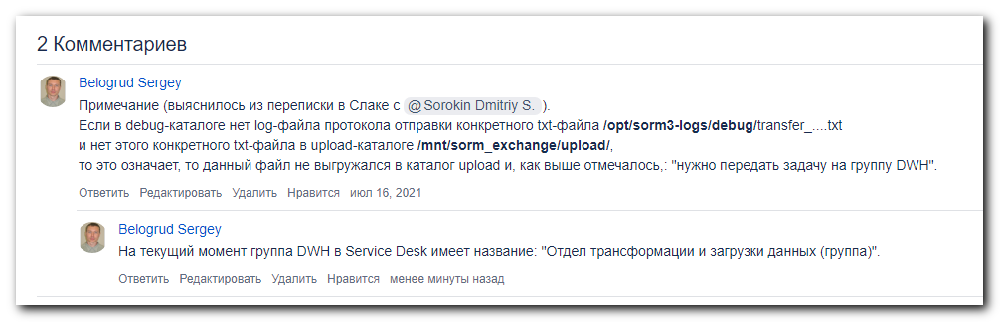 2 Комментариев
Belogrud Sergey
Примечание (выяснилось из переписки в Слаке с @Sorokin Dmitriy S. ).
Если в debug-каталоге нет log-файла протокола отправки конкретного txt-файла /opt/sorm3-logs/debug/transfer_....txt
и нет этого конкретного txt-файла в upload-каталоге /mnt/sorm_exchange/upload/,
то это означает, то данный файл не выгружался в каталог upload и, как выше отмечалось,: "нужно передать задачу на группу DWH".
Ответить Редактировать Удалить Нравится июл 16, 2021
Belogrud Sergey
На текущий момент группа DWH в Service Desk имеет название: "Отдел трансформации и загрузки данных (группа)".
Ответить Редактировать Удалить Нравится менее минуты назад